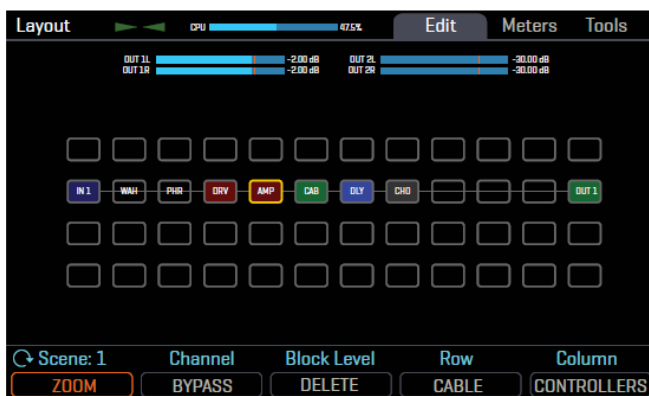 Layout CPU 47.5% Edit Meters Tools
OUT 1L -2.00 dB OUT 2L -30.00 dB
OUT 1R -2.00 dB OUT 2R -30.00 dB
IN 1 WAH PHR DRV AMP CAB DLY CHO OUT 1
Scene: 1 Channel Block Level Row Column
ZOOM BYPASS DELETE CABLE CONTROLLERS